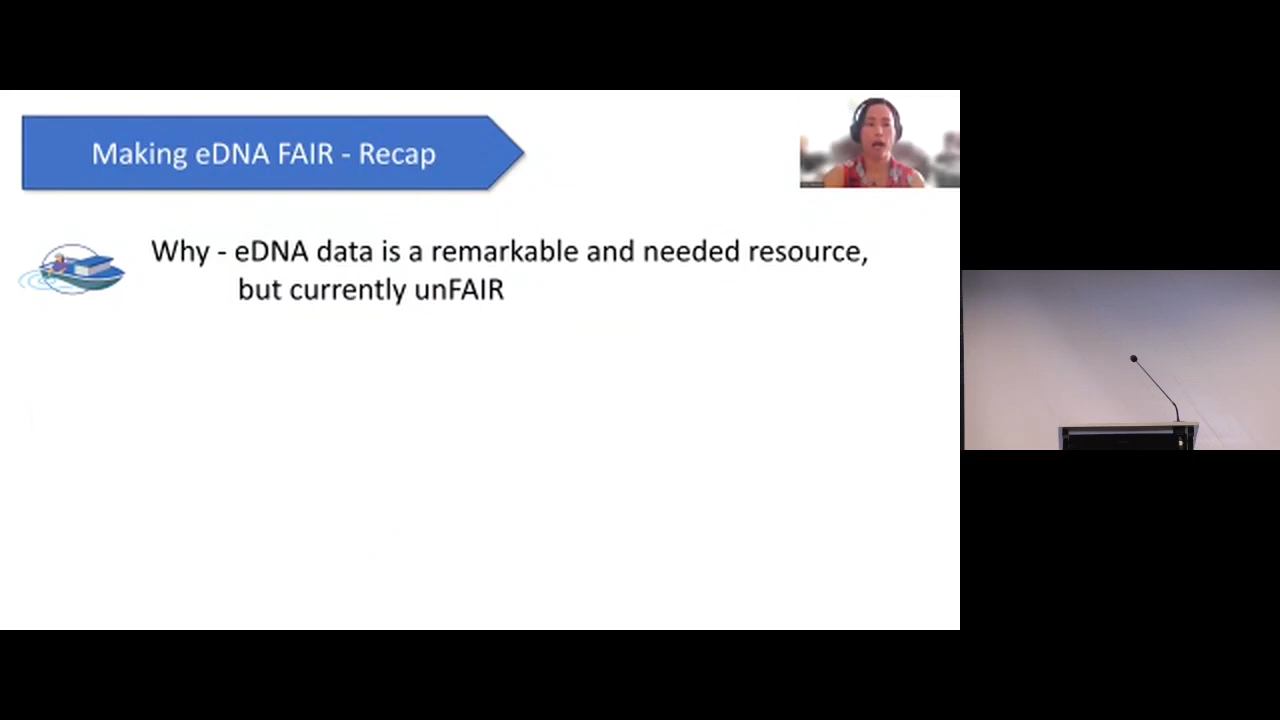 Making eDNA FAIR - Recap
Why - eDNA data is a remarkable and needed resource,
but currently unFAIR